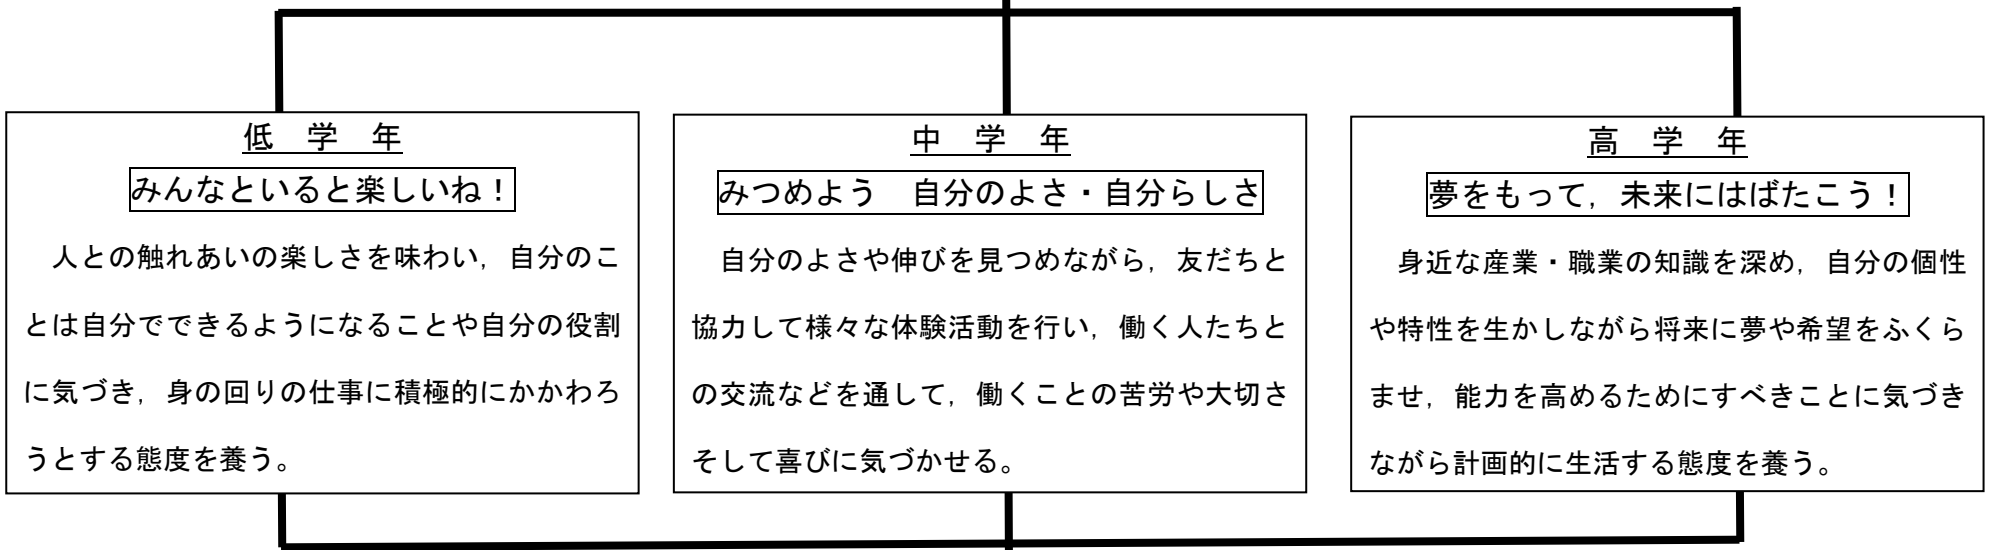 低　学　年
みんなといると楽しいね！
　人との触れあいの楽しさを味わい，自分のこ
とは自分でできるようになることや自分の役割
に気づき，身の回りの仕事に積極的にかかわろ
うとする態度を養う。
中　学　年
みつめよう　自分のよさ・自分らしさ
　自分のよさや伸びを見つめながら，友だちと
協力して様々な体験活動を行い，働く人たちと
の交流などを通して，働くことの苦労や大切さ
そして喜びに気づかせる。
高　学　年
夢をもって，未来にはばたこう！
　身近な産業・職業の知識を深め，自分の個性
や特性を生かしながら将来に夢や希望をふくら
ませ，能力を高めるためにすべきことに気づき
ながら計画的に生活する態度を養う。